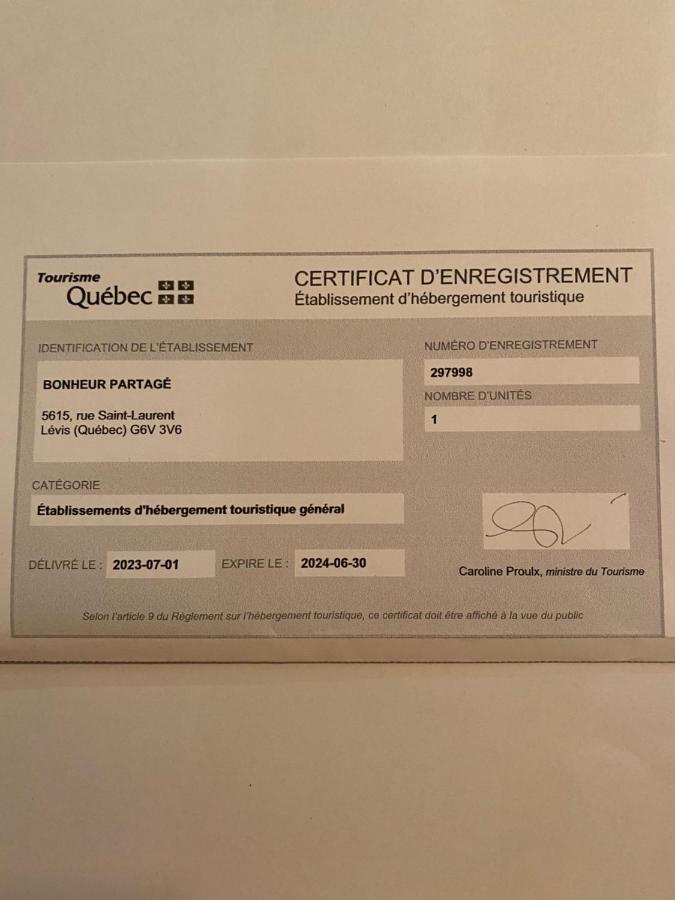 Tourisme
Québec
CERTIFICAT D'ENREGISTREMENT
Établissement d'hébergement touristique
IDENTIFICATION DE L'ÉTABLISSEMENT
BONHEUR PARTAGÉ
5615, rue Saint-Laurent
Lévis (Québec) G6V 3V6
NUMÉRO D'ENREGISTREMENT
297998
NOMBRE D'UNITÉS
1
CATÉGORIE
Établissements d'hébergement touristique général
DÉLIVRÉ LE : 2023-07-01 EXPIRE LE : 2024-06-30
Caroline Proulx, ministre du Tourisme
Selon l'article 9 du Règlement sur l'hébergement touristique, ce certificat doit être affiché à la vue du public